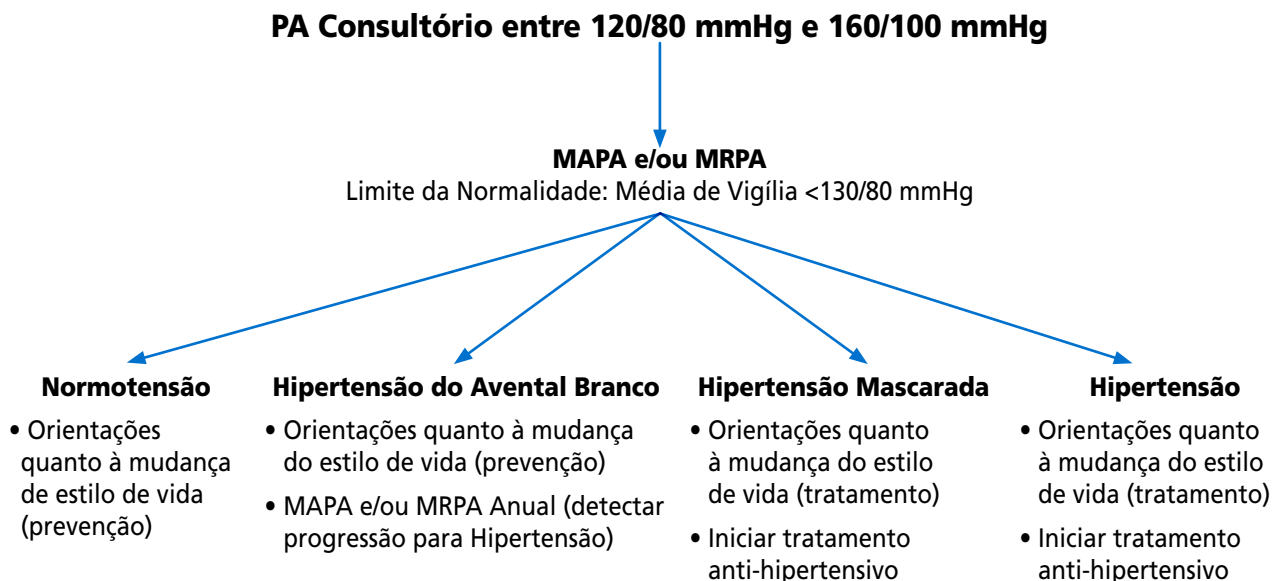 PA Consultório entre 120/80 mmHg e 160/100 mmHg
MAPA e/ou MRPA
Limite da Normalidade: Média de Vigília <130/80 mmHg
Normotensão
• Orientações
quanto à mudança
de estilo de vida
(prevenção)
Hipertensão do Avental Branco
• Orientações quanto à mudança
do estilo de vida (prevenção)
• MAPA e/ou MRPA Anual (detectar
progressão para Hipertensão)
Hipertensão Mascarada
• Orientações quanto
à mudança do estilo
de vida (tratamento)
• Iniciar tratamento
anti-hipertensivo
Hipertensão
• Orientações quanto
à mudança do estilo
de vida (tratamento)
• Iniciar tratamento
anti-hipertensivo